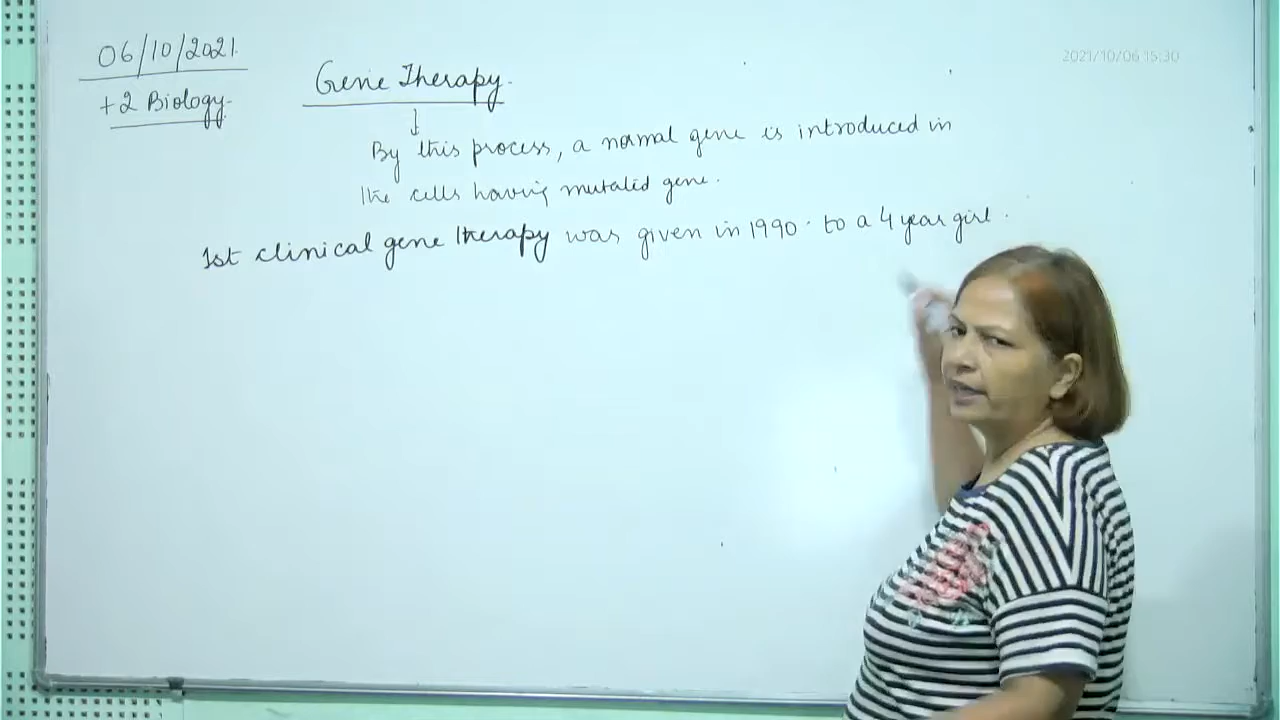 06/10/2021.
+2 Biology
Gene Therapy.
By this process, a normal gene is introduced in
the cells having mutated gene.
1st clinical gene therapy was given in 1990. to a 4 year girl.
2021/10/06 15:30